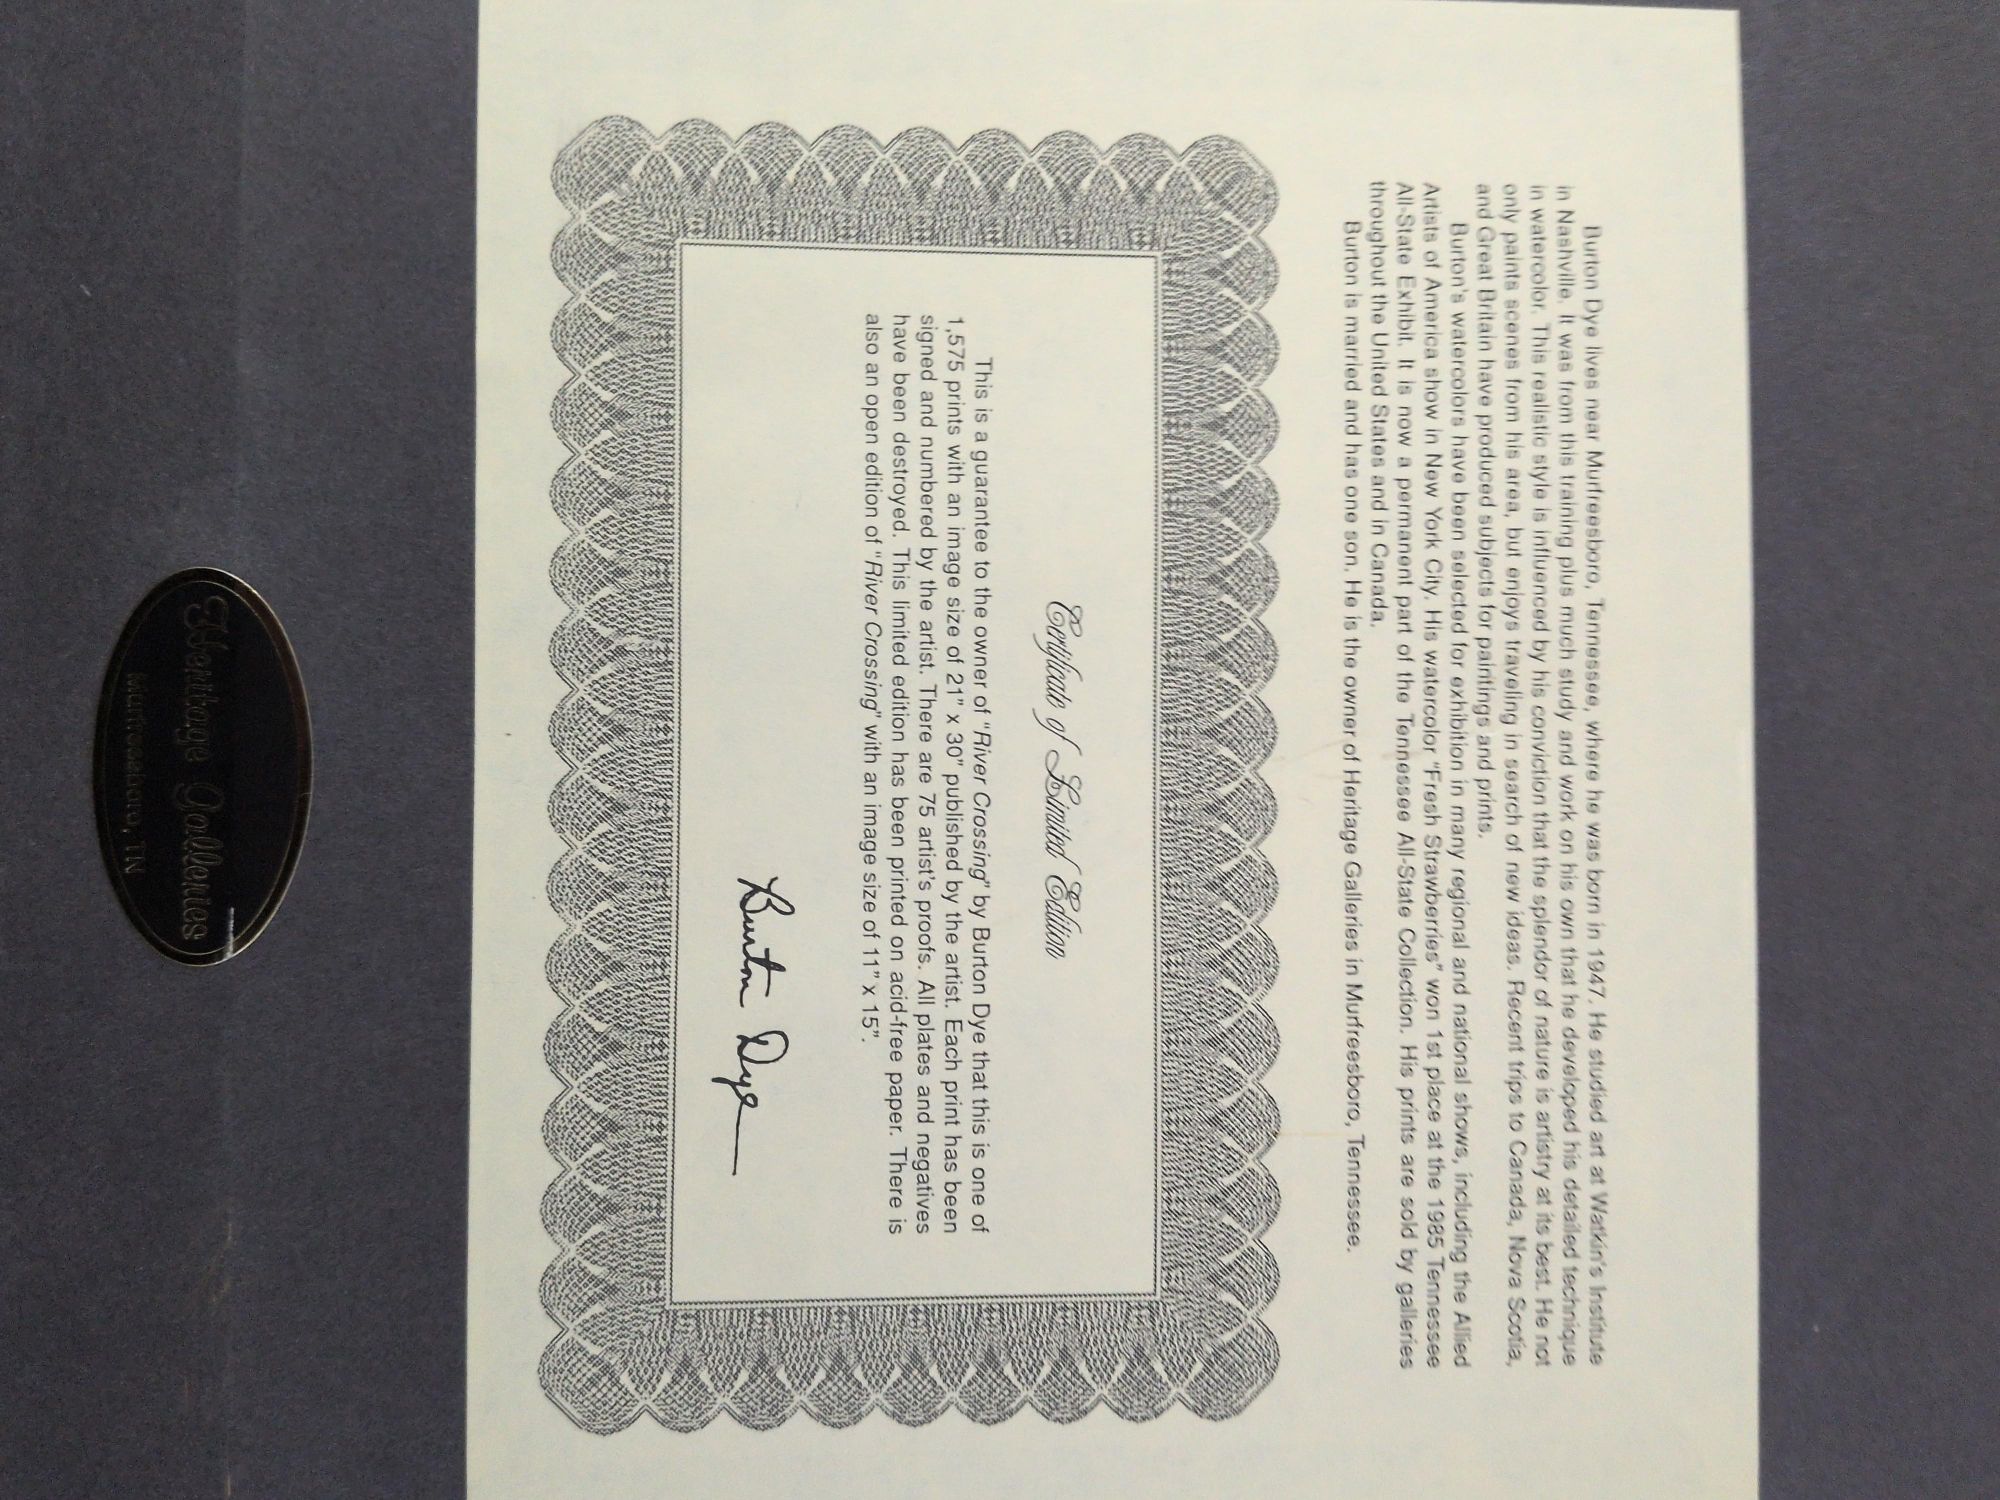 Burton Dye lives near Murfreesboro, Tennessee, where he was born in 1947. He studied art at Watkin's Institute
in Nashville. It was from this training plus much study and work on his own that he developed his detailed technique
in watercolor. This realistic style is influenced by his conviction that the splendor of nature is artistry at its best. He not
only paints scenes from his area, but enjoys traveling in search of new ideas. Recent trips to Canada, Nova Scotia,
and Great Britain have produced subjects for paintings and prints.
Burton's watercolors have been selected for exhibition in many regional and national shows, including the Allied
Artists of America show in New York City. His watercolor "Fresh Strawberries" won 1st place at the 1985 Tennessee
All-State Exhibit. It is now a permanent part of the Tennessee All-State Collection. His prints are sold by galleries
throughout the United States and in Canada.
Burton is married and has one son. He is the owner of Heritage Galleries in Murfreesboro, Tennessee.
Certificate of Limited Edition
This is a guarantee to the owner of "River Crossing" by Burton Dye that this is one of
1,575 prints with an image size of 21" x 30" published by the artist. Each print has been
signed and numbered by the artist. There are 75 artist's proofs. All plates and negatives
have been destroyed. This limited edition has been printed on acid-free paper. There is
also an open edition of "River Crossing" with an image size of 11" x 15".
Burton Dye
Heritage Galleries
Murfreesboro, TN